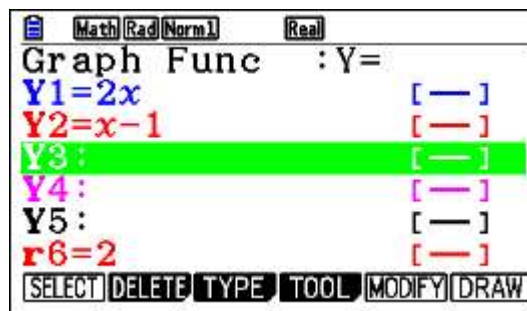 Math Rad Norm1 Real
Graph Func :Y=
Y1=2x [—]
Y2=x−1 [—]
Y3: [—]
Y4: [—]
Y5: [—]
r6=2 [—]
SELECT DELETE TYPE TOOL MODIFY DRAW